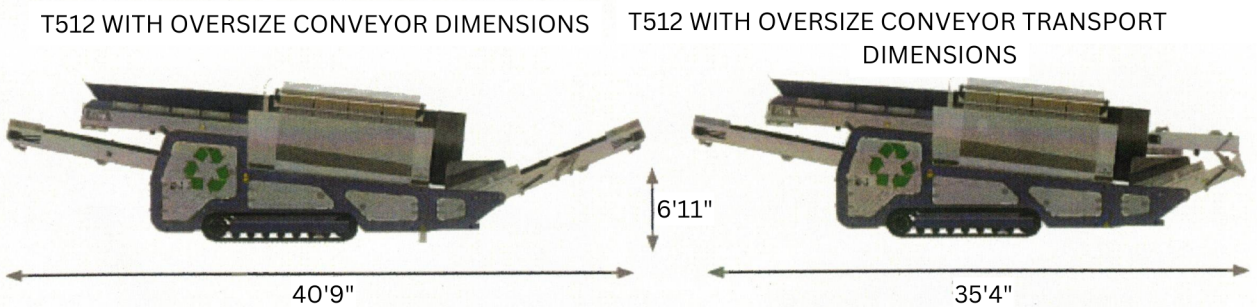 T512 WITH OVERSIZE CONVEYOR DIMENSIONS
T512 WITH OVERSIZE CONVEYOR TRANSPORT
DIMENSIONS
6'11"
40'9"
35'4"